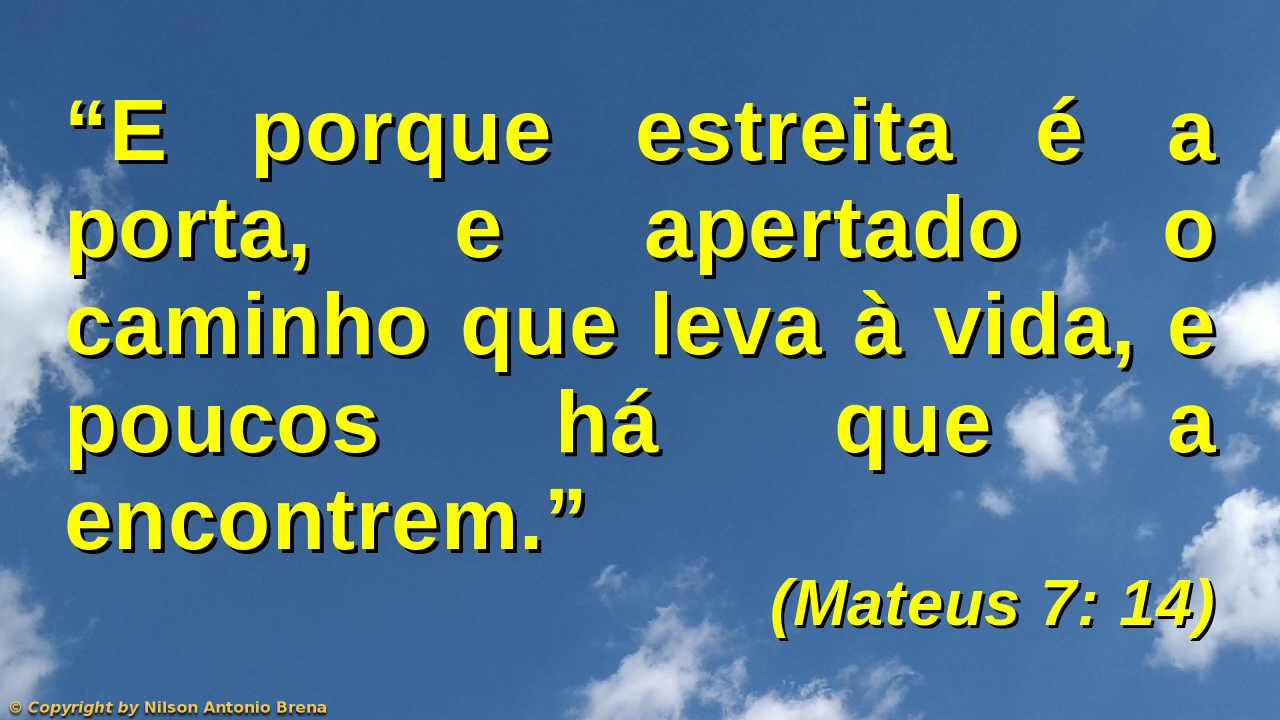 “E porque estreita é a
porta, e apertado o
caminho que leva à vida, e
poucos há que a
encontrem.”
(Mateus 7: 14)
© Copyright by Nilson Antonio Brena